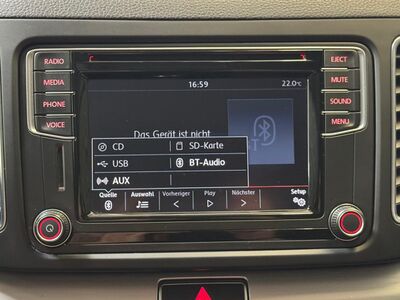 RADIO
MEDIA
PHONE
VOICE
EJECT
MUTE
SOUND
MENU
16:59
22.0°C
Das Gerät ist nicht
CD
SD-Karte
USB
BT-Audio
AUX
Quelle
Auswahl
Vorheriger
Play
Nächster
Setup